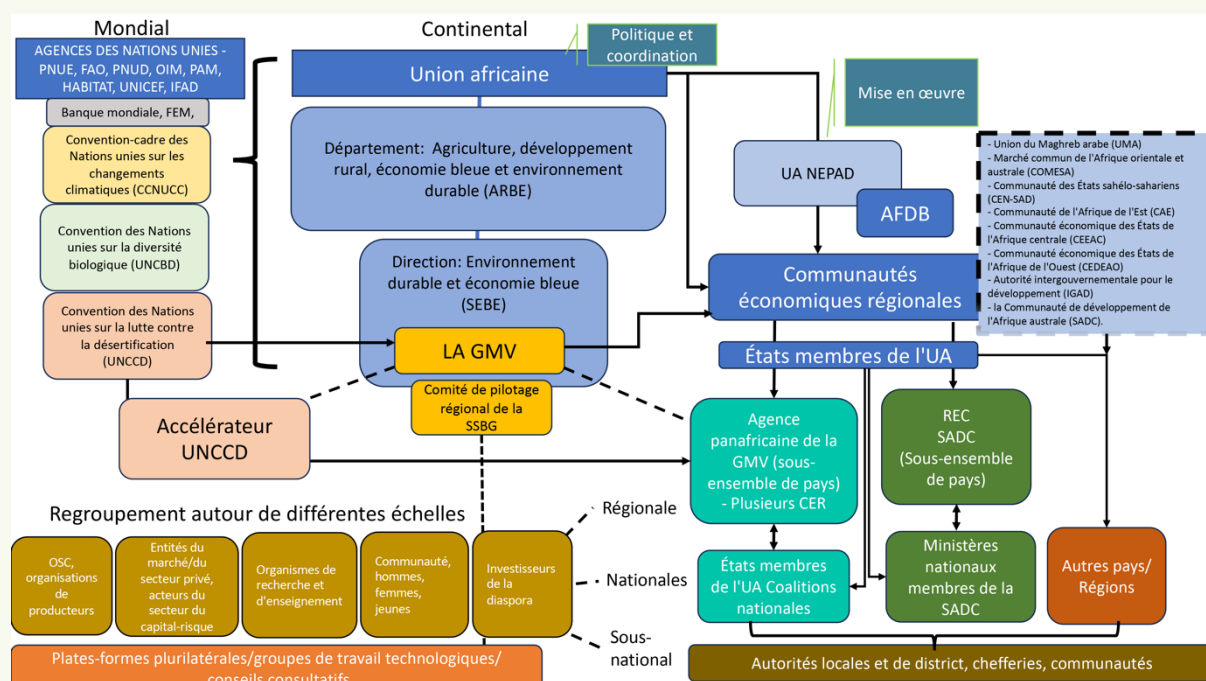 Mondial
AGENCES DES NATIONS UNIES -
PNUE, FAO, PNUD, OIM, PAM,
HABITAT, UNICEF, IFAD
Banque mondiale, FEM,
Convention-cadre des
Nations unies sur les
changements
climatiques (CCNUCC)
Convention des Nations
unies sur la diversité
biologique (UNCBD)
Convention des Nations
unies sur la lutte contre
la désertification
(UNCCD)
Accélérateur
UNCCD
Continental
Union africaine
Politique et
coordination
Département: Agriculture, développement
rural, économie bleue et environnement
durable (ARBE)
Direction: Environnement
durable et économie bleue
(SEBE)
LA GMV
Comité de pilotage
régional de la
SSBG
Mise en œuvre
UA NEPAD
AFDB
Communautés
économiques régionales
- Union du Maghreb arabe (UMA)
- Marché commun de l'Afrique orientale et
australe (COMESA)
- Communauté des États sahélo-sahariens
(CEN-SAD)
- Communauté de l'Afrique de l'Est (CAE)
- Communauté économique des États de
l'Afrique centrale (CEEAC)
- Communauté économique des États de
l'Afrique de l'Ouest (CEDEAO)
- Autorité intergouvernementale pour le
développement (IGAD)
- la Communauté de développement de
l'Afrique australe (SADC).
États membres de l'UA
Agence
panafricaine de la
GMV (sous-
ensemble de pays)
- Plusieurs CER
REC
SADC
(Sous-ensemble
de pays)
États membres
de l'UA Coalitions
nationales
Ministères
nationaux
membres de la
SADC
Autres pays/
Régions
Autorités locales et de district, chefferies, communautés
Regroupement autour de différentes échelles
Régionale
Nationales
Sous-
national
OSC,
organisations
de
producteurs
Entités du
marché/du
secteur privé,
acteurs du
secteur du
capital-risque
Organismes de
recherche et
d'enseignement
Communauté,
hommes,
femmes,
jeunes
Investisseurs
de la
diaspora
Plates-formes plurilatérales/groupes de travail technologiques/
conseils consultatifs